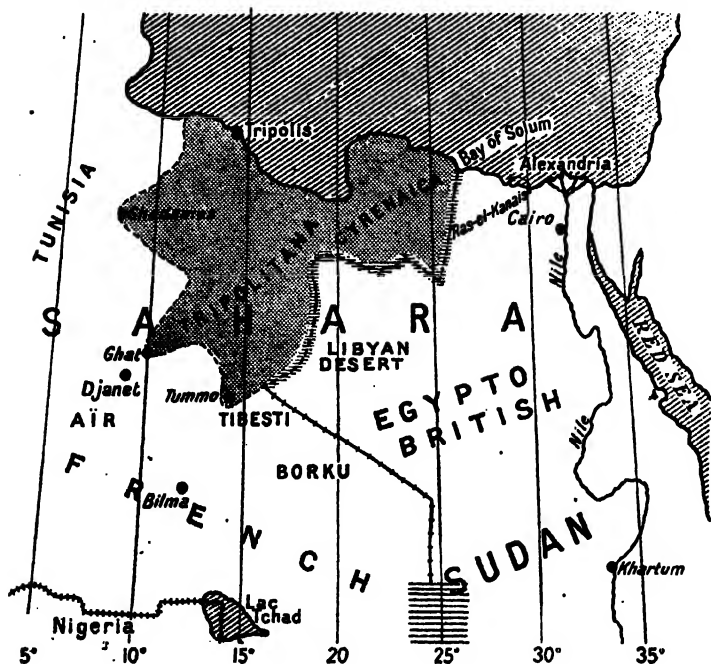 Tripolis
Bay of Solum
Alexandria
TUNISIA
Ghadames
CYRENAICA
Ras-el-Kanais
Cairo
TRIPOLITANA
Nile
SAHARA
RED SEA
Ghat
LIBYAN
DESERT
Djanet
Tummo
EGYPTO
BRITISH
AÏR
TIBESTI
Nile
BORKU
Bilma
FRENCH
SUDAN
Khartum
Lac
Tchad
Nigeria
5° 10° 15° 20° 25° 30° 35°